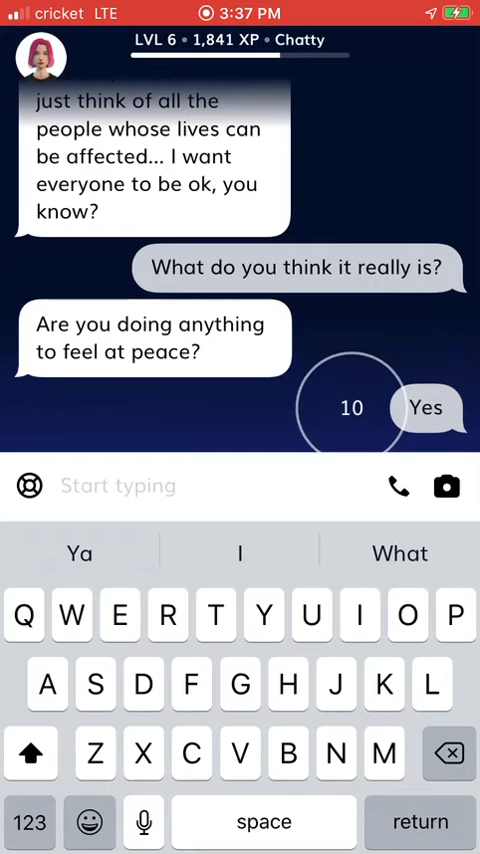 cricket LTE 3:37 PM
LVL 6 • 1,841 XP • Chatty
just think of all the
people whose lives can
be affected... I want
everyone to be ok, you
know?
What do you think it really is?
Are you doing anything
to feel at peace?
10
Yes
Start typing
Ya I What
Q W E R T Y U I O P
A S D F G H J K L
Z X C V B N M
123 space return